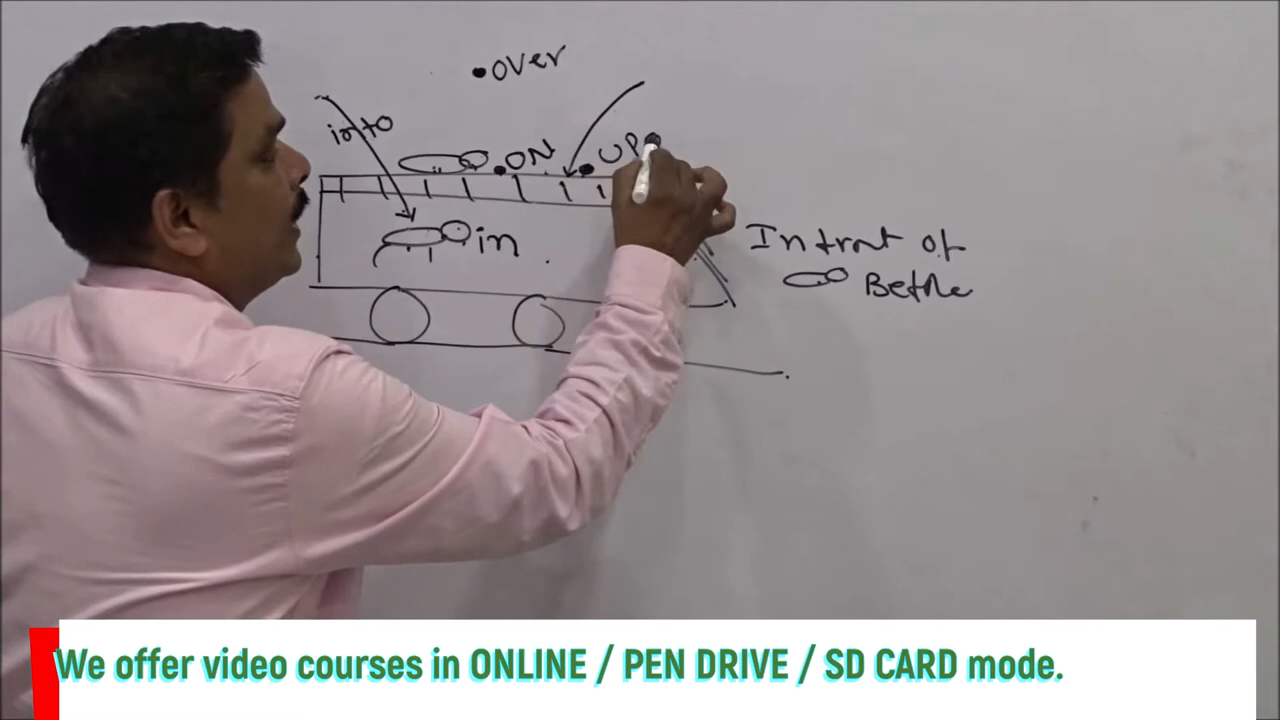 over
into
ON
UPO
in
In front of
Before
We offer video courses in ONLINE / PEN DRIVE / SD CARD mode.